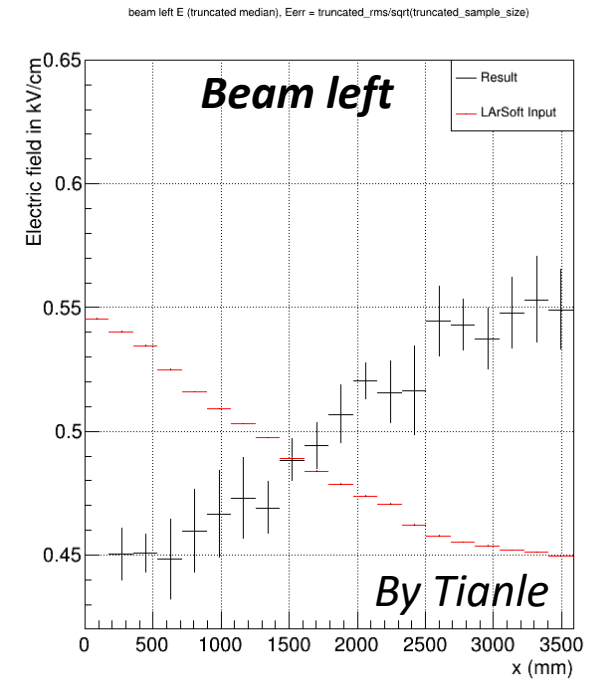 beam left E (truncated median), Eerr = truncated_rms/sqrt(truncated_sample_size)
Electric field in kV/cm
0.65
0.6
0.55
0.5
0.45
Beam left
Result
LArSoft Input
By Tianle
0 500 1000 1500 2000 2500 3000 3500
x (mm)